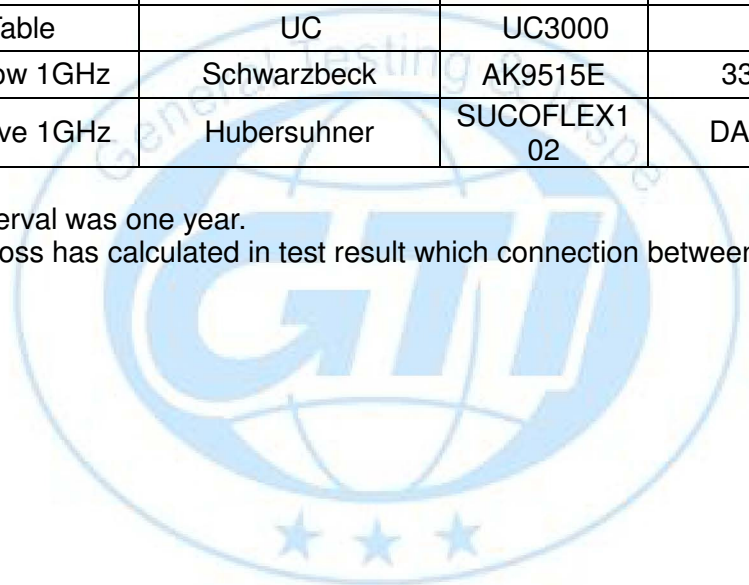 Table UC UC3000
ow 1GHz Schwarzbeck AK9515E 33
ve 1GHz Hubersuhner SUCOFLEX1 DA
02
erval was one year.
oss has calculated in test result which connection between
General Testing & Inspe
GTI